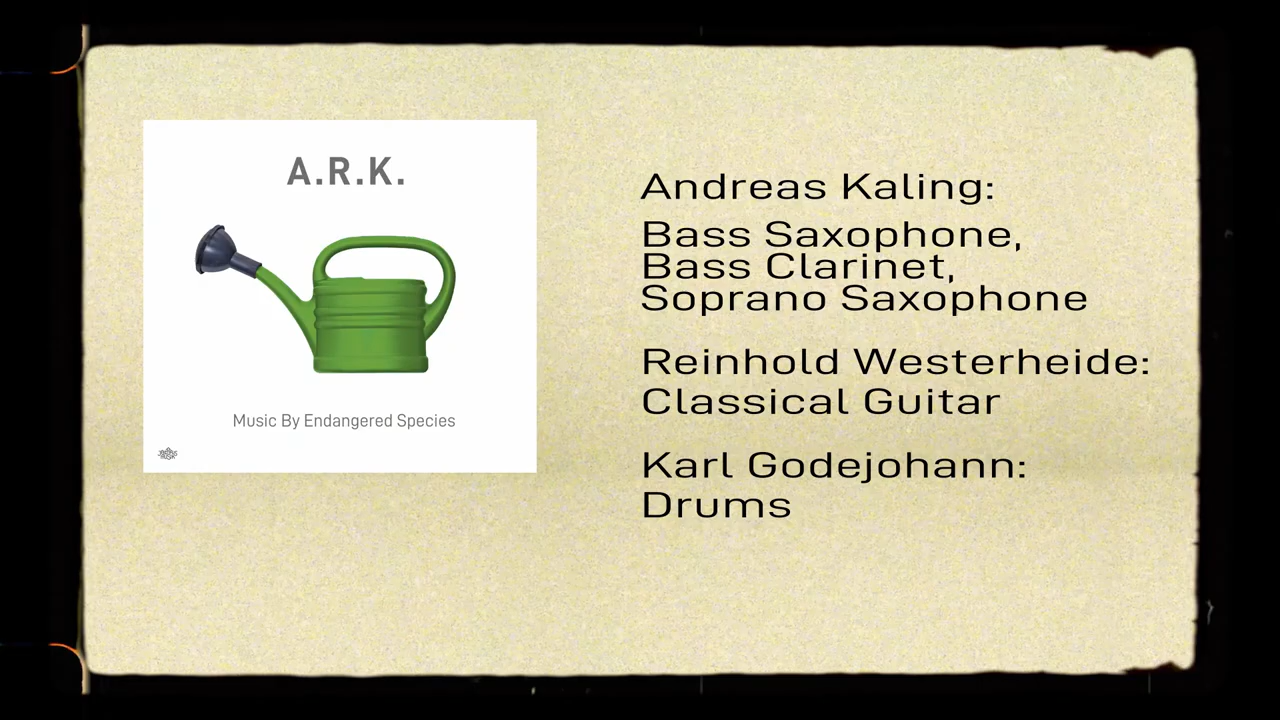 A.R.K.
Music By Endangered Species
Andreas Kaling:
Bass Saxophone,
Bass Clarinet,
Soprano Saxophone
Reinhold Westerheide:
Classical Guitar
Karl Godejohann:
Drums